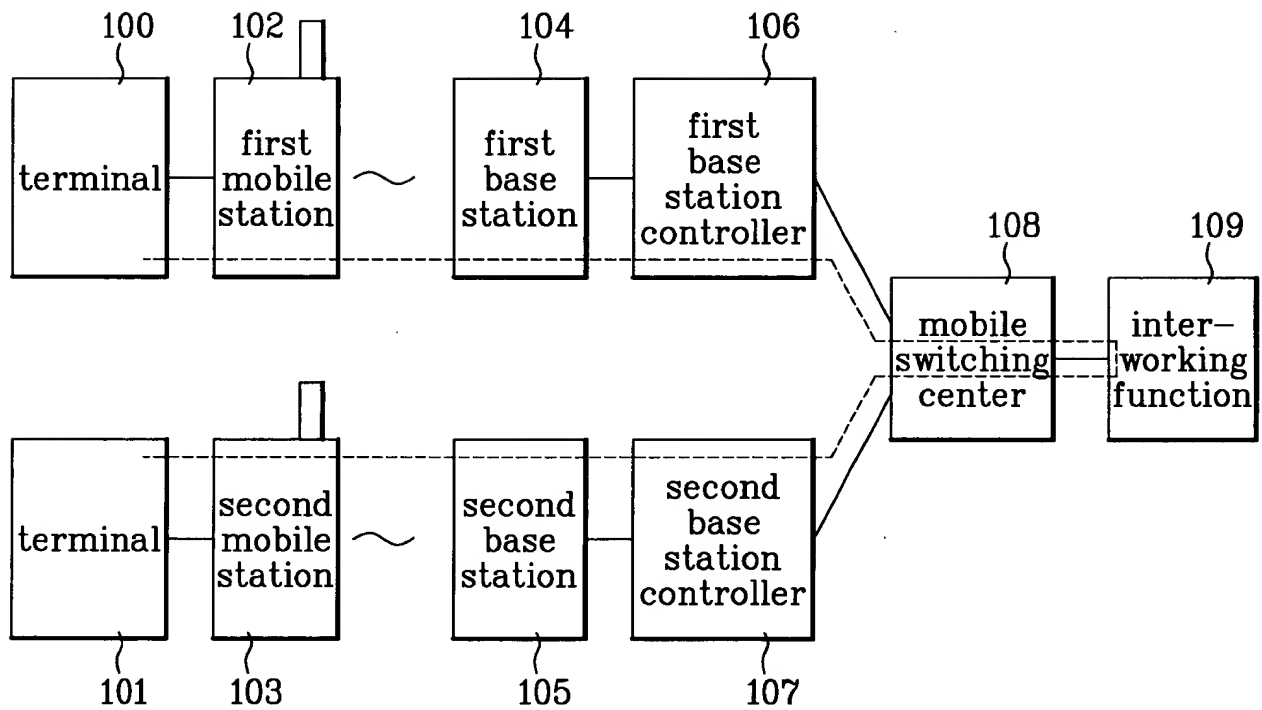 100
102
104
106
terminal
first
mobile
station
first
base
station
first
base
station
controller
108
109
mobile
switching
center
inter-
working
function
terminal
second
mobile
station
second
base
station
second
base
station
controller
101
103
105
107